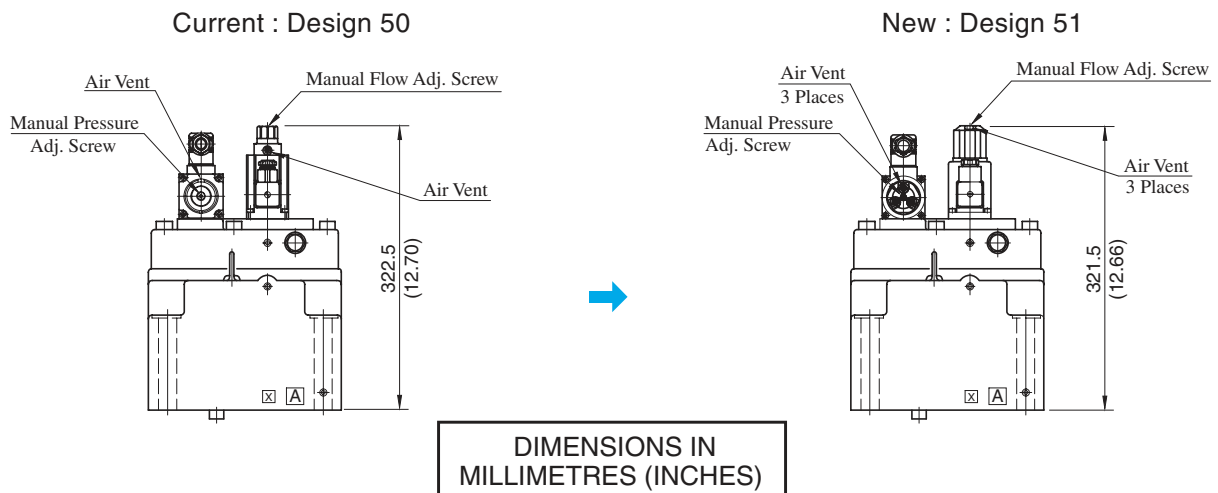 Current : Design 50
New : Design 51
Air Vent
Manual Flow Adj. Screw
Manual Pressure
Adj. Screw
Air Vent
322.5
(12.70)
X
A
Air Vent
3 Places
Manual Flow Adj. Screw
Manual Pressure
Adj. Screw
Air Vent
3 Places
321.5
(12.66)
X
A
DIMENSIONS IN
MILLIMETRES (INCHES)